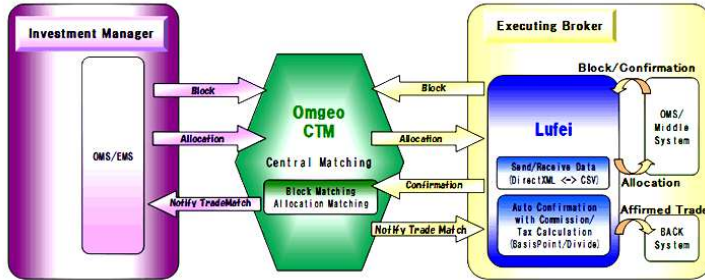 Investment Manager
OMS/EMS
Block
Allocation
Notify TradeMatch
Omgeo
CTM
Central Matching
Block Matching
Allocation Matching
Block
Allocation
Confirmation
Notify Trade Match
Executing Broker
Block/Confirmation
Lufei
OMS/
Middle
System
Send/Receive Data
(DirectXML <-> CSV)
Allocation
Auto Confirmation
with Commission/
Tax Calculation
(BasisPoint/Divide)
Affirmed Trade
BACK
System